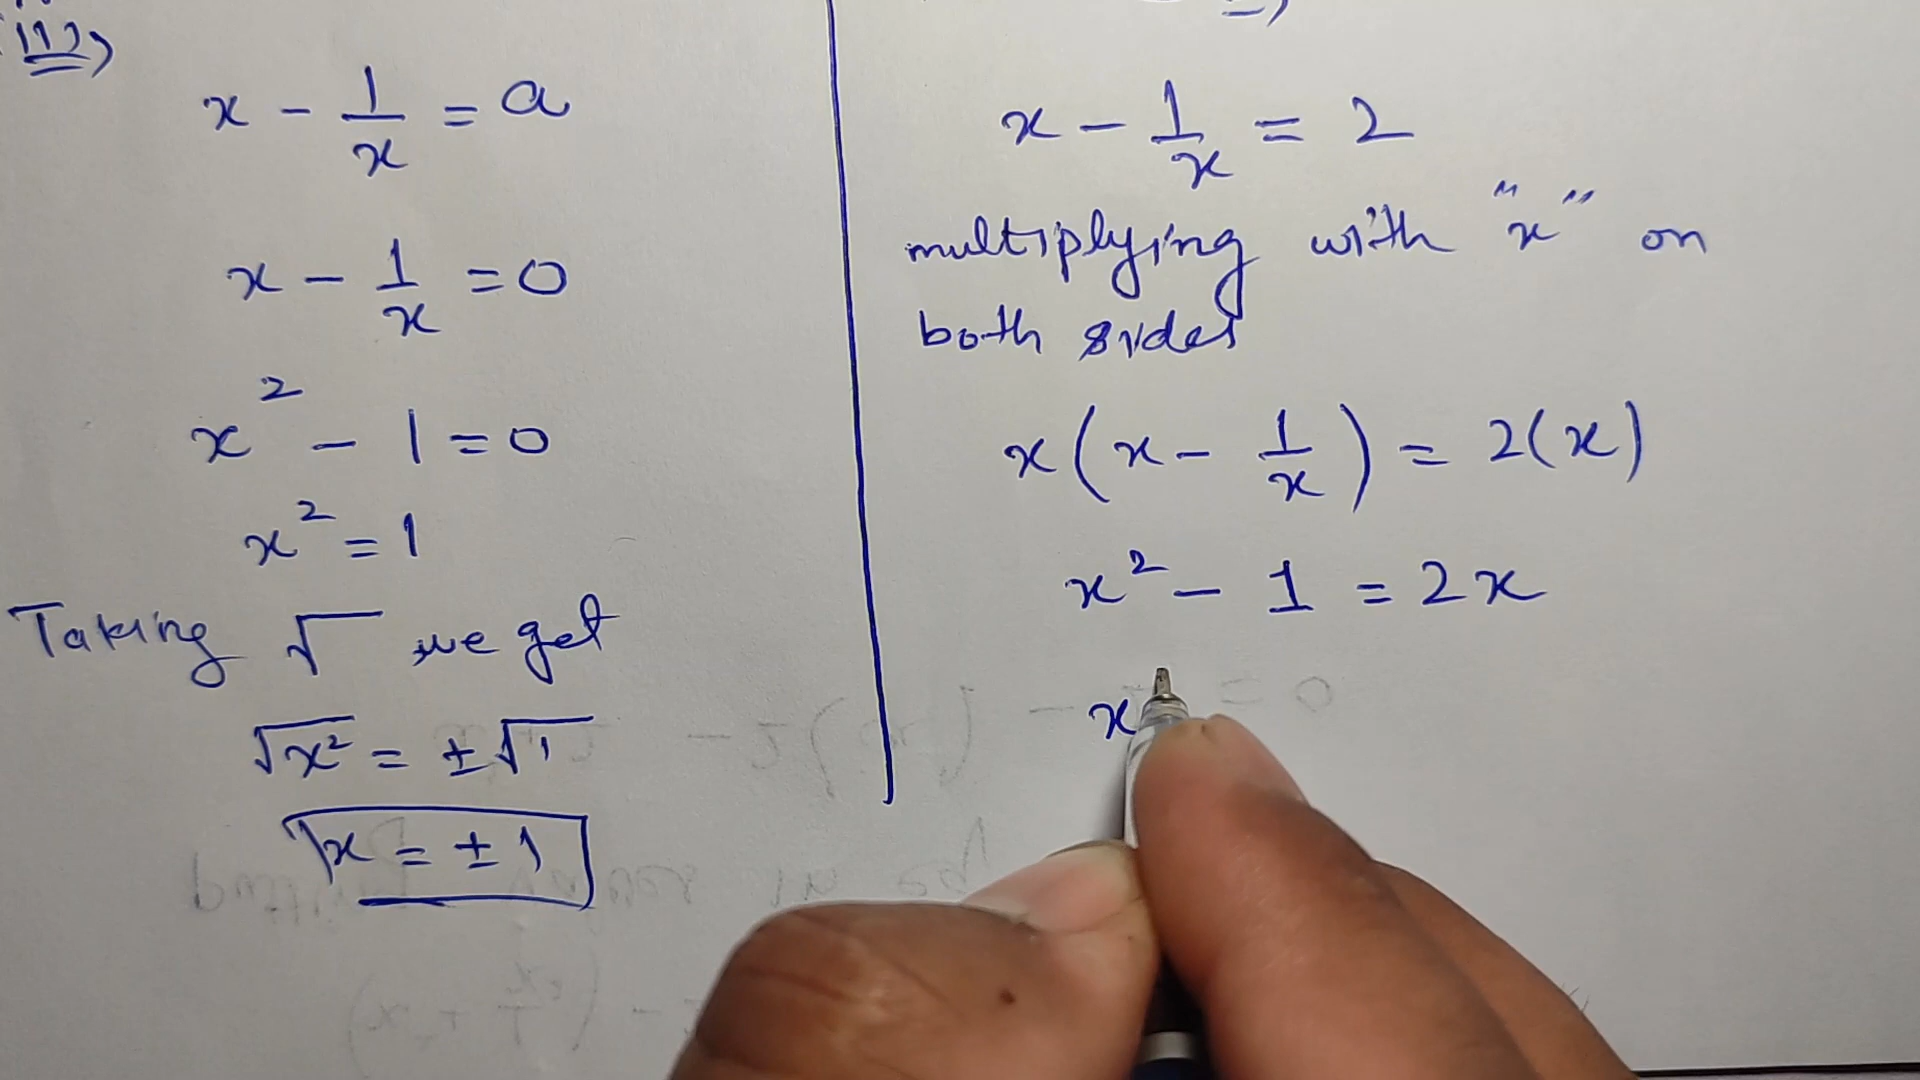 iii)
x - 1/x = a
x - 1/x = 0
x² - 1 = 0
x² = 1
Taking √ we get
√x² = ±√1
x = ± 1
x - 1/x = 2
multiplying with "x" on
both sides
x(x - 1/x) = 2(x)
x² - 1 = 2x
x